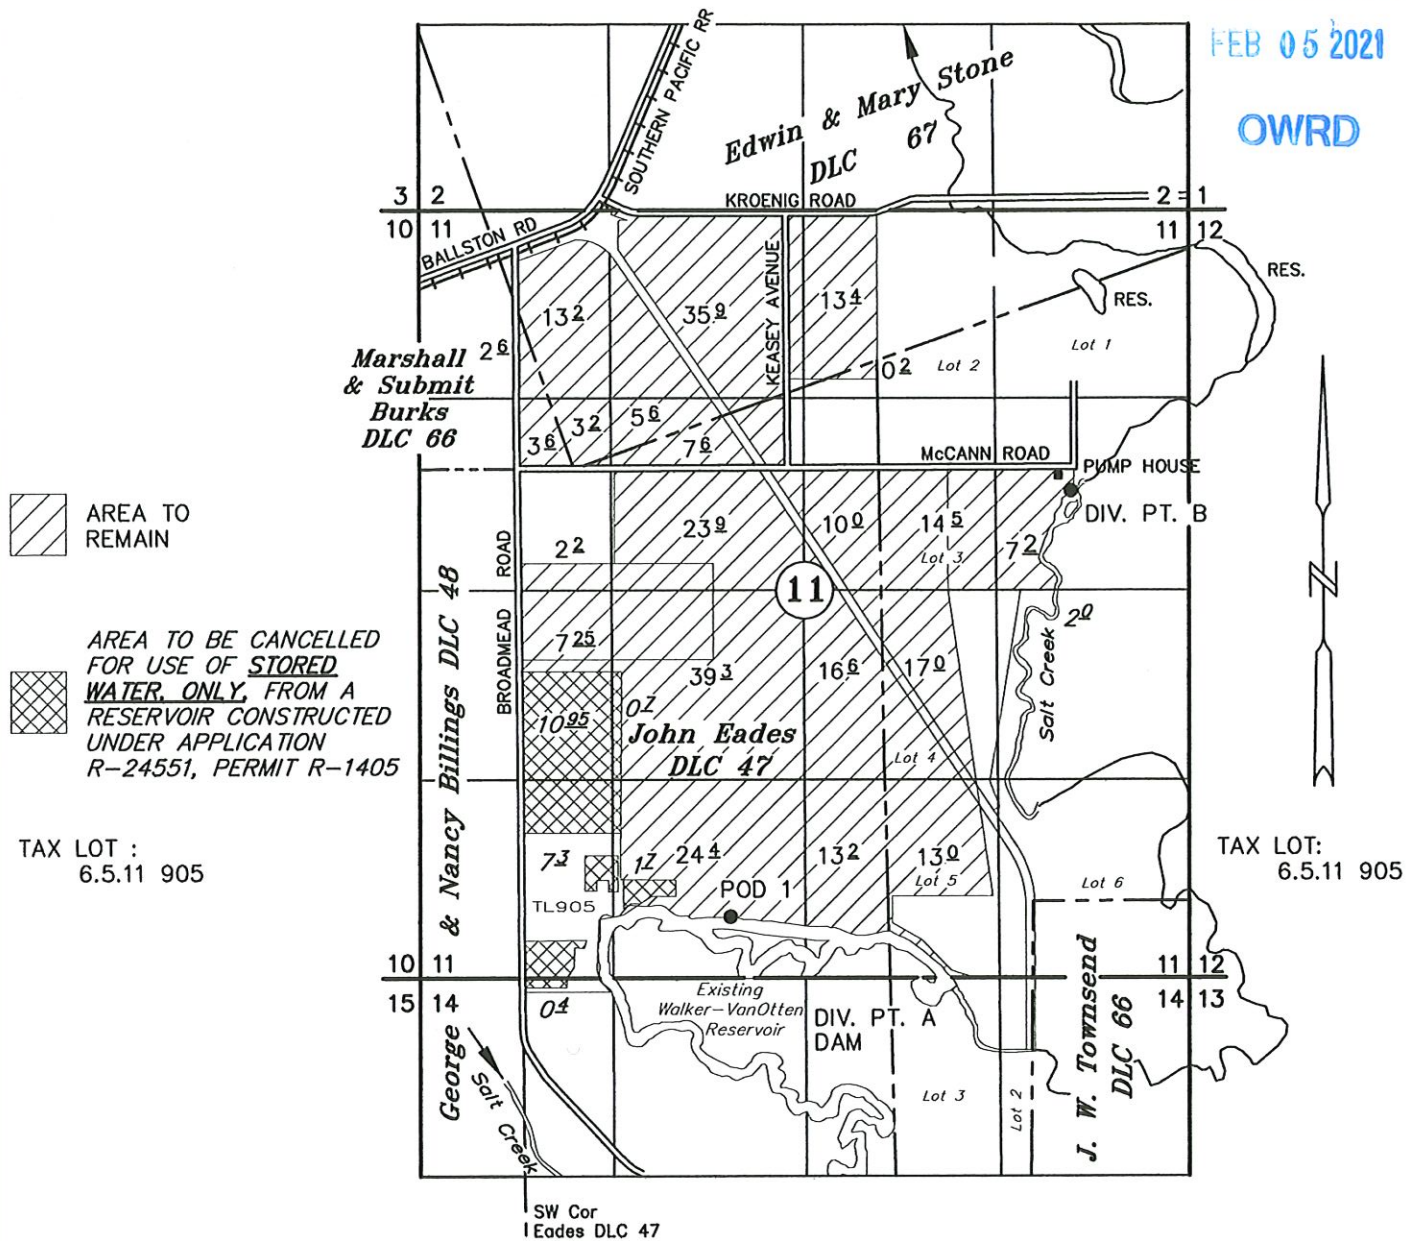 FEB 05 2021
OWRD
SOUTHERN PACIFIC RR
Edwin & Mary Stone
DLC 67
KROENIG ROAD
3 2
10 11
2 1
11 12
BALLSTON RD
KEASEY AVENUE
RES.
RES.
13 2
35 9
13 4
2 6
Marshall
& Submit
Burks
DLC 66
0 2
Lot 2
Lot 1
3 6
3 2
5 6
7 6
McCANN ROAD
PUMP HOUSE
DIV. PT. B
AREA TO
REMAIN
BROADMEAD ROAD
2 2
23 9
10 0
14 5
Lot 3
7 2
11
George & Nancy Billings DLC 48
AREA TO BE CANCELLED
FOR USE OF STORED
WATER, ONLY, FROM A
RESERVOIR CONSTRUCTED
UNDER APPLICATION
R-24551, PERMIT R-1405
7 25
39 3
16 6
17 0
2 0
Salt Creek
N
10 95
0 7
John Eades
DLC 47
Lot 4
TAX LOT :
6.5.11 905
7 3
1 7
24 4
13 2
13 0
Lot 5
Lot 6
TAX LOT:
6.5.11 905
TL905
POD 1
10 11
15 14
11 12
14 13
0 4
Existing
Walker-VanOtten
Reservoir
DIV. PT. A
DAM
J. W. Townsend
DLC 66
Salt Creek
Lot 3
Lot 2
SW Cor
Eades DLC 47